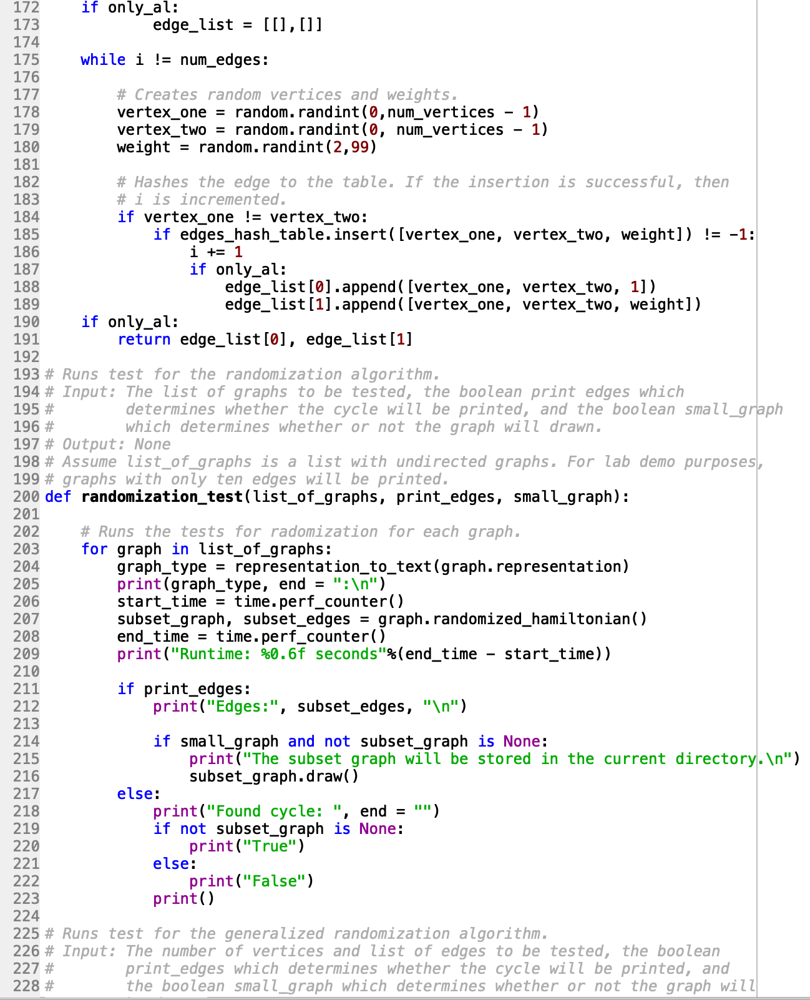 172     if only_al:
173             edge_list = [[],[]]
174
175     while i != num_edges:
176
177         # Creates random vertices and weights.
178         vertex_one = random.randint(0,num_vertices - 1)
179         vertex_two = random.randint(0, num_vertices - 1)
180         weight = random.randint(2,99)
181
182         # Hashes the edge to the table. If the insertion is successful, then
183         # i is incremented.
184         if vertex_one != vertex_two:
185             if edges_hash_table.insert([vertex_one, vertex_two, weight]) != -1:
186                 i += 1
187                 if only_al:
188                     edge_list[0].append([vertex_one, vertex_two, 1])
189                     edge_list[1].append([vertex_one, vertex_two, weight])
190     if only_al:
191         return edge_list[0], edge_list[1]
192
193 # Runs test for the randomization algorithm.
194 # Input: The list of graphs to be tested, the boolean print edges which
195 #        determines whether the cycle will be printed, and the boolean small_graph
196 #        which determines whether or not the graph will drawn.
197 # Output: None
198 # Assume list_of_graphs is a list with undirected graphs. For lab demo purposes,
199 # graphs with only ten edges will be printed.
200 def randomization_test(list_of_graphs, print_edges, small_graph):
201
202     # Runs the tests for radomization for each graph.
203     for graph in list_of_graphs:
204         graph_type = representation_to_text(graph.representation)
205         print(graph_type, end = ":\n")
206         start_time = time.perf_counter()
207         subset_graph, subset_edges = graph.randomized_hamiltonian()
208         end_time = time.perf_counter()
209         print("Runtime: %0.6f seconds"%(end_time - start_time))
210
211         if print_edges:
212             print("Edges:", subset_edges, "\n")
213
214             if small_graph and not subset_graph is None:
215                 print("The subset graph will be stored in the current directory.\n")
216                 subset_graph.draw()
217         else:
218             print("Found cycle: ", end = "")
219             if not subset_graph is None:
220                 print("True")
221             else:
222                 print("False")
223             print()
224
225 # Runs test for the generalized randomization algorithm.
226 # Input: The number of vertices and list of edges to be tested, the boolean
227 #        print_edges which determines whether the cycle will be printed, and
228 #        the boolean small_graph which determines whether or not the graph will